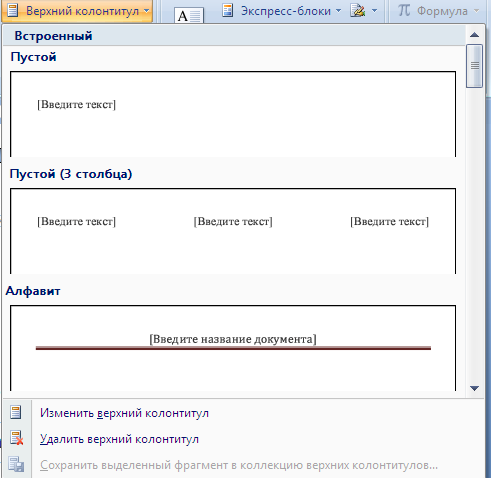 Верхний колонтитул
A
Экспресс-блоки
π Формула
Встроенный
Пустой
[Введите текст]
Пустой (3 столбца)
[Введите текст] [Введите текст] [Введите текст]
Алфавит
[Введите название документа]
Изменить верхний колонтитул
Удалить верхний колонтитул
Сохранить выделенный фрагмент в коллекцию верхних колонтитулов...